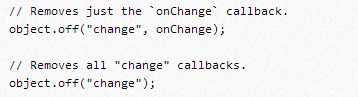 // Removes just the `onChange` callback.
object.off("change", onChange);
// Removes all "change" callbacks.
object.off("change");